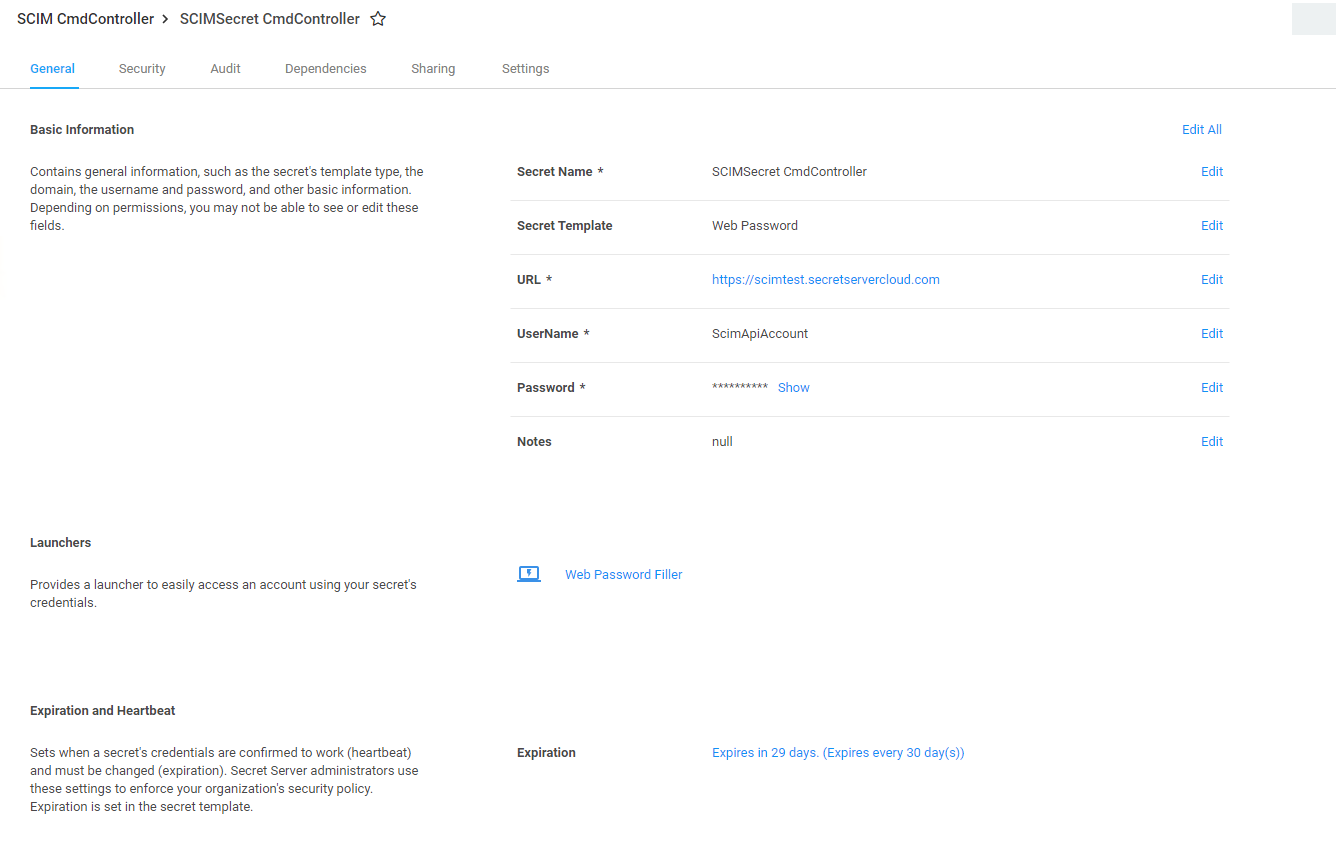 SCIM CmdController > SCIMSecret CmdController
General Security Audit Dependencies Sharing Settings
Basic Information
Edit All
Contains general information, such as the secret's template type, the
domain, the username and password, and other basic information.
Depending on permissions, you may not be able to see or edit these
fields.
Secret Name * SCIMSecret CmdController Edit
Secret Template Web Password Edit
URL * https://scimtest.secretservercloud.com Edit
UserName * ScimApiAccount Edit
Password * ********** Show Edit
Notes null Edit
Launchers
Provides a launcher to easily access an account using your secret's
credentials.
Web Password Filler
Expiration and Heartbeat
Sets when a secret's credentials are confirmed to work (heartbeat)
and must be changed (expiration). Secret Server administrators use
these settings to enforce your organization's security policy.
Expiration is set in the secret template.
Expiration Expires in 29 days. (Expires every 30 day(s))